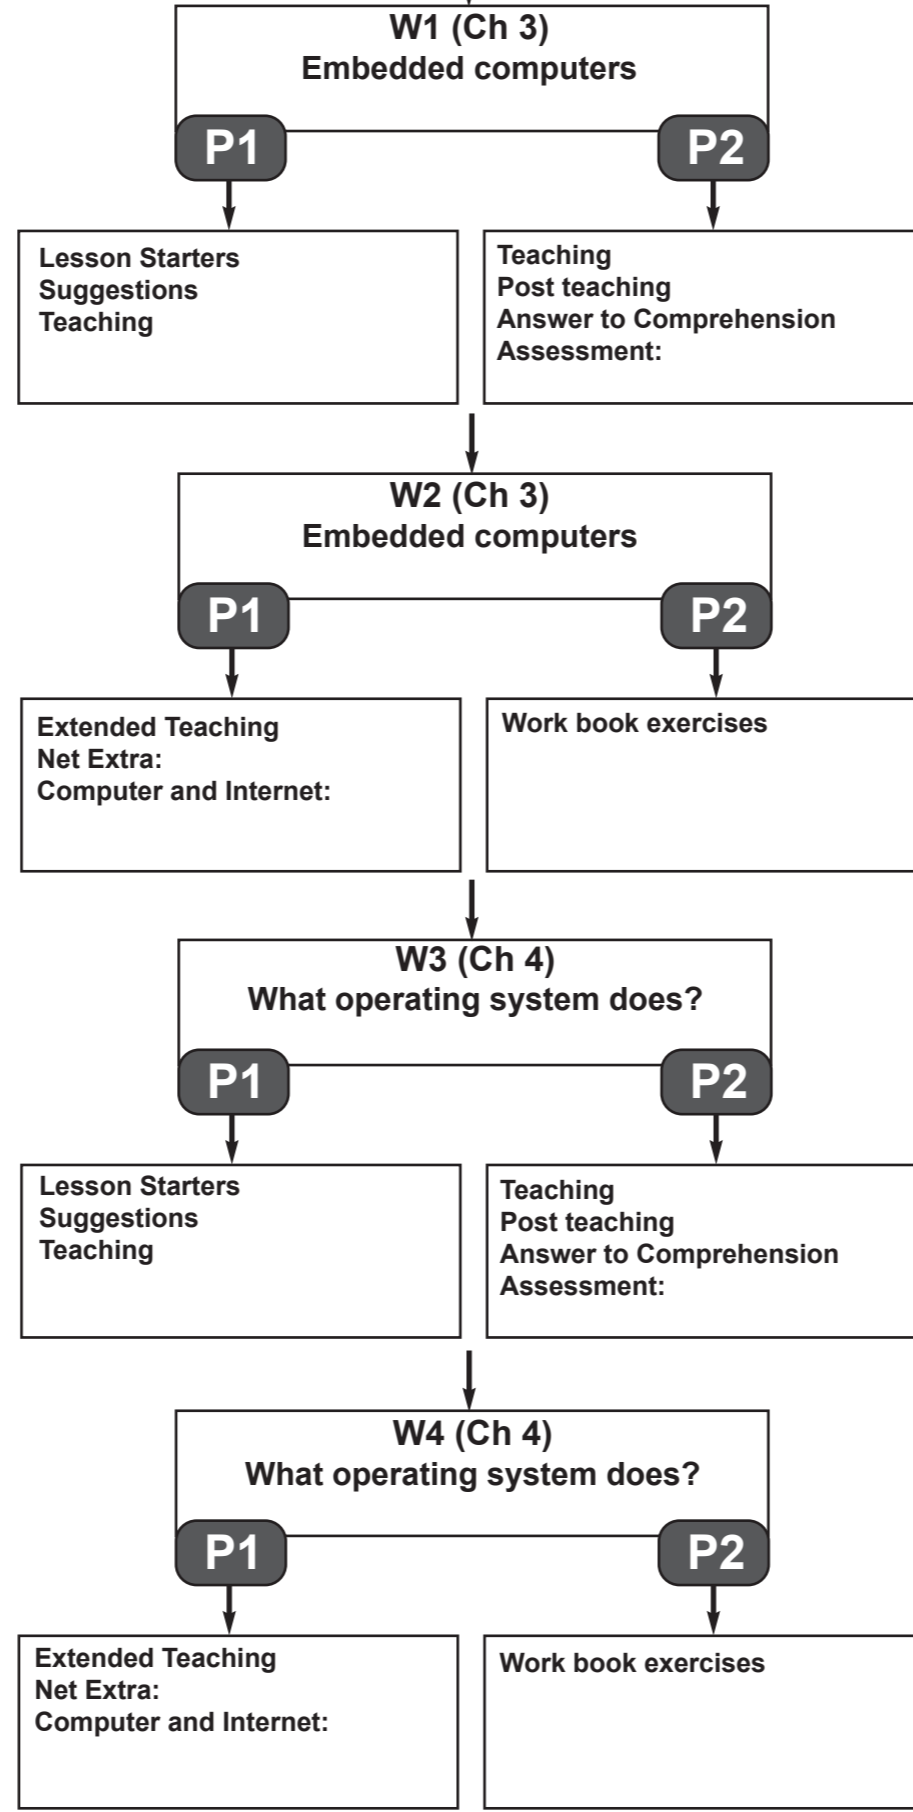 W1 (Ch 3)
Embedded computers
P1
P2
Lesson Starters
Suggestions
Teaching
Teaching
Post teaching
Answer to Comprehension
Assessment:
W2 (Ch 3)
Embedded computers
P1
P2
Extended Teaching
Net Extra:
Computer and Internet:
Work book exercises
W3 (Ch 4)
What operating system does?
P1
P2
Lesson Starters
Suggestions
Teaching
Teaching
Post teaching
Answer to Comprehension
Assessment:
W4 (Ch 4)
What operating system does?
P1
P2
Extended Teaching
Net Extra:
Computer and Internet:
Work book exercises